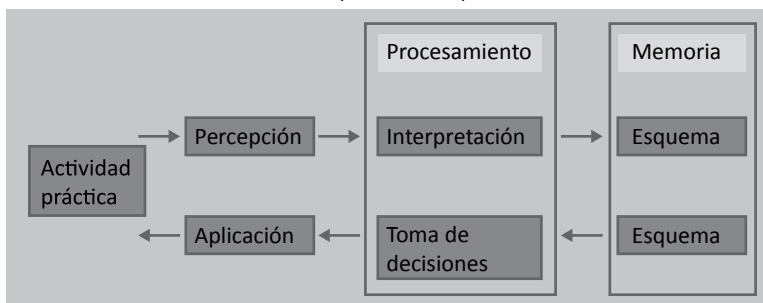 Procesamiento
Memoria
Percepción
Interpretación
Esquema
Actividad
práctica
Aplicación
Toma de
decisiones
Esquema